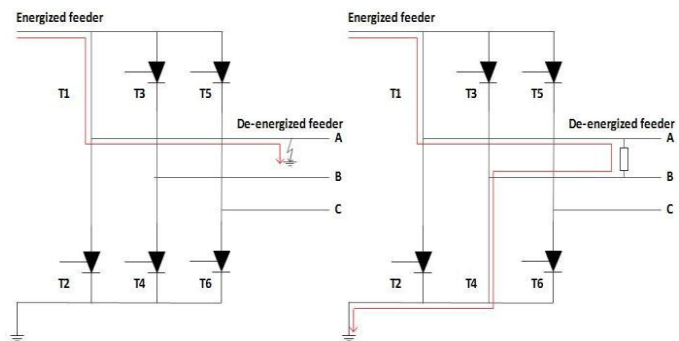 Energized feeder
T1
T3
T5
De-energized feeder
A
B
C
T2
T4
T6
Energized feeder
T1
T3
T5
De-energized feeder
A
B
C
T2
T4
T6